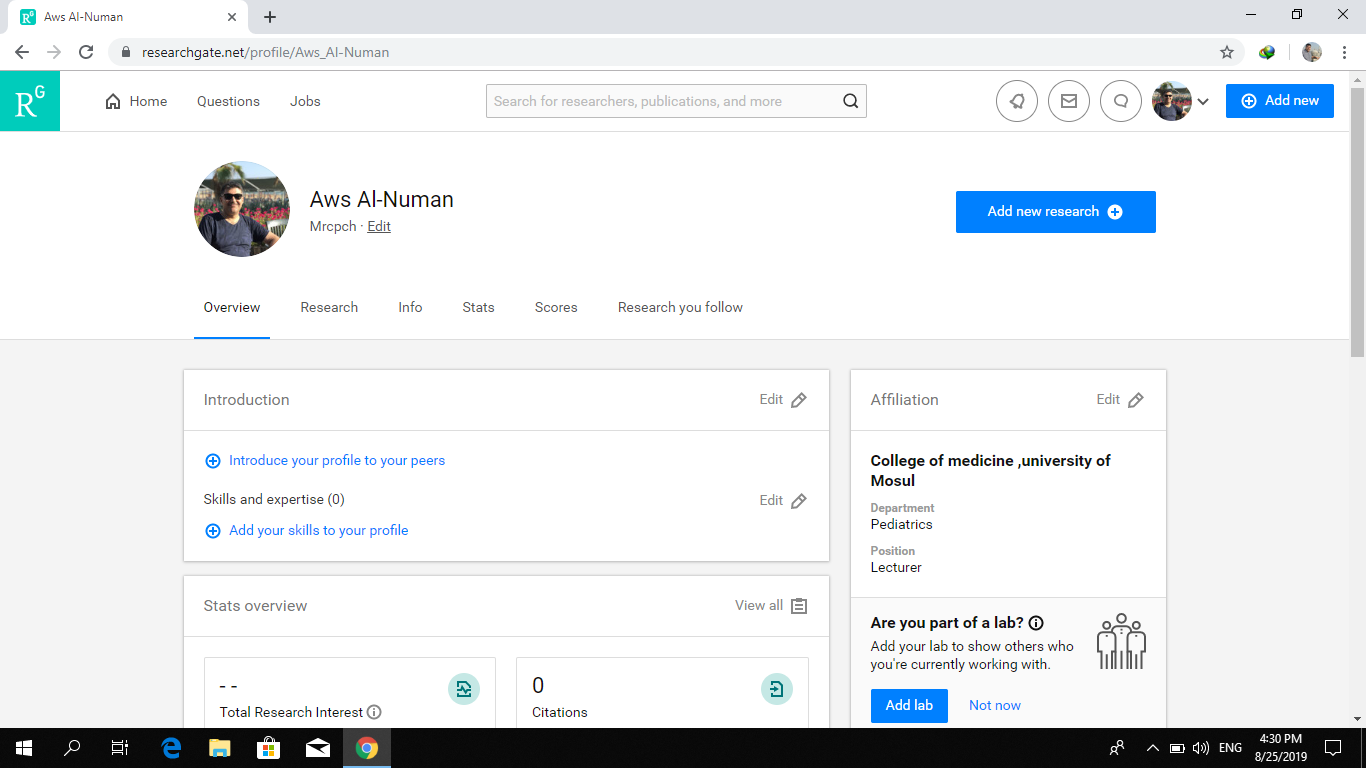 Aws Al-Numan
researchgate.net/profile/Aws_Al-Numan
RG
Home
Questions
Jobs
Search for researchers, publications, and more
Add new
Aws Al-Numan
Mrcpch · Edit
Add new research
Overview
Research
Info
Stats
Scores
Research you follow
Introduction
Edit
Introduce your profile to your peers
Skills and expertise (0)
Edit
Add your skills to your profile
Stats overview
View all
- -
Total Research Interest
0
Citations
Affiliation
Edit
College of medicine ,university of
Mosul
Department
Pediatrics
Position
Lecturer
Are you part of a lab?
Add your lab to show others who
you're currently working with.
Add lab
Not now
ENG
4:30 PM
8/25/2019